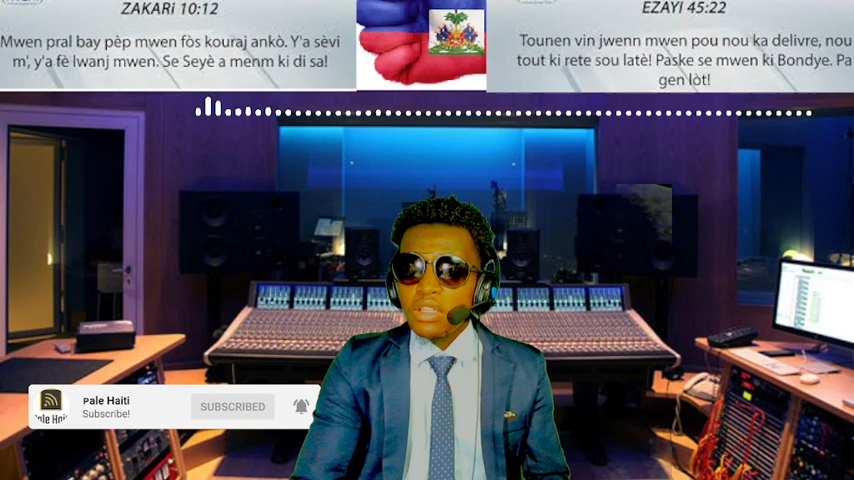 ZAKARi 10:12
Mwen pral bay pèp mwen fòs kouraj ankò. Y'a sèvi
m', y'a fè lwanj mwen. Se Seyè a menm ki di sa!
EZAYI 45:22
Tounen vin jwenn mwen pou nou ka delivre, nou
tout ki rete sou latè! Paske se mwen ki Bondye. Pa
gen lòt!
Pale Haiti
Subscribe!
SUBSCRIBED